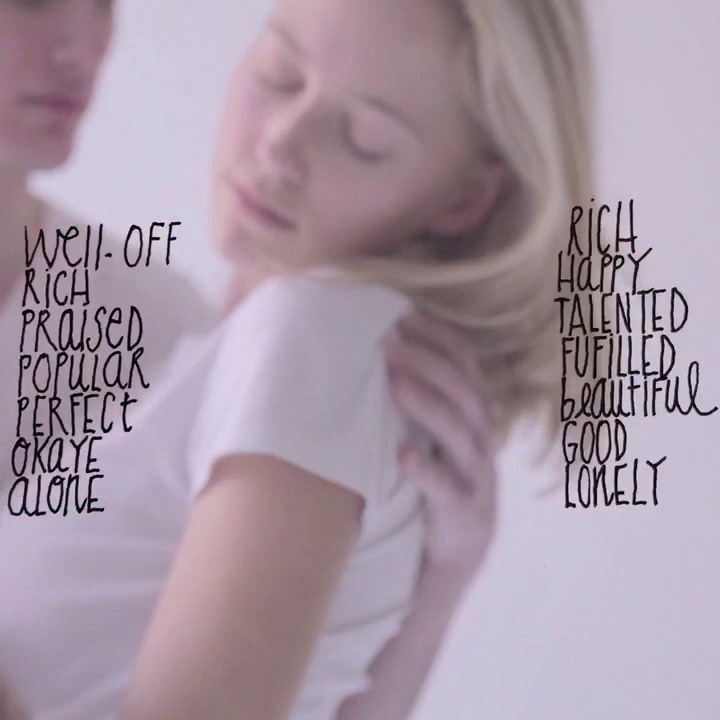 Well-OFF
RiCH
PRaiSED
POPUlaR
PERFECt
OKaYE
alONE
RiCH
HaPPY
TALENTED
FUFiLLED
beautiFUl
GOOD
LONELY